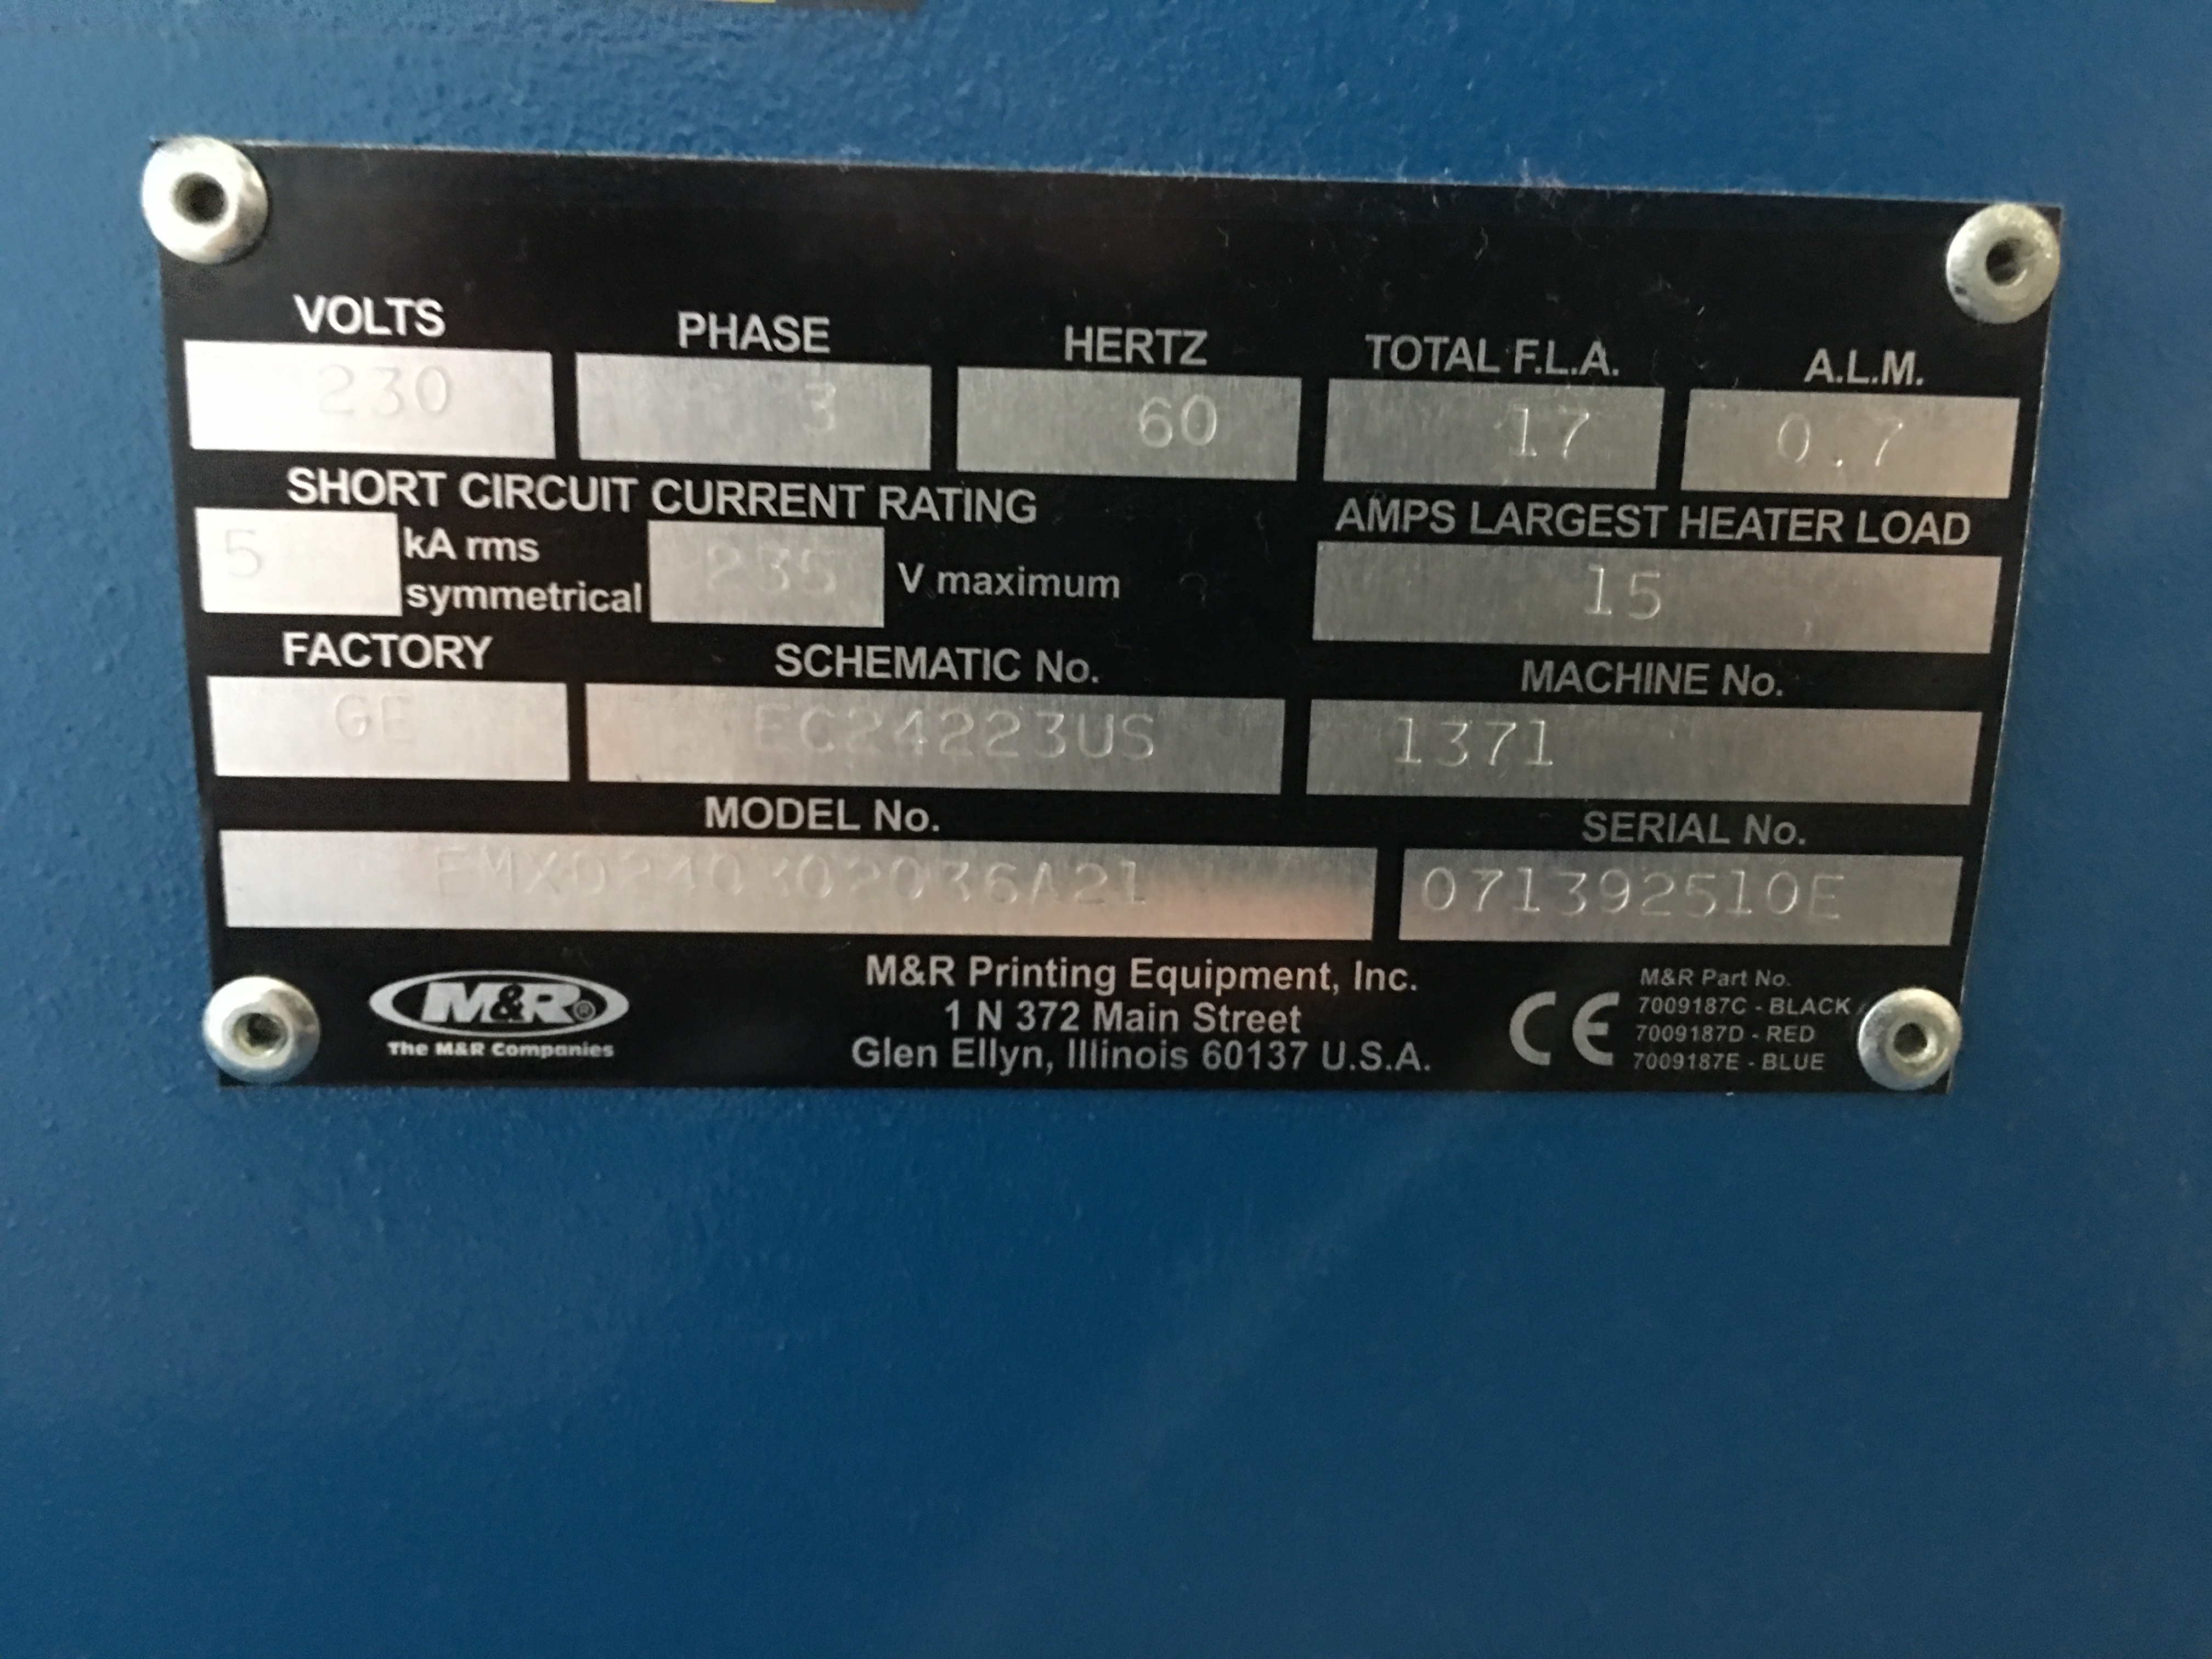 VOLTS PHASE HERTZ TOTAL F.L.A. A.L.M.
230 3 60 17 0.7
SHORT CIRCUIT CURRENT RATING AMPS LARGEST HEATER LOAD
5 kA rms symmetrical 235 V maximum 15
FACTORY SCHEMATIC No. MACHINE No.
GE EC24223US 1371
MODEL No. SERIAL No.
071392510E
M&R®
The M&R Companies
M&R Printing Equipment, Inc.
1 N 372 Main Street
Glen Ellyn, Illinois 60137 U.S.A.
CE
M&R Part No.
7009187C - BLACK
7009187D - RED
7009187E - BLUE